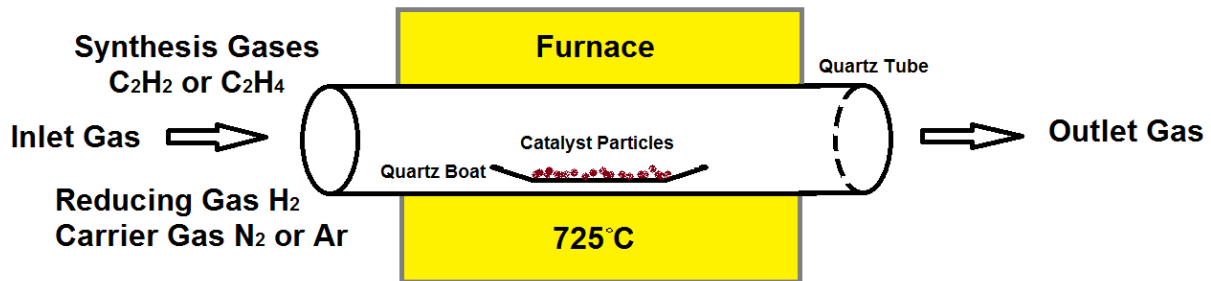 Synthesis Gases
C₂H₂ or C₂H₄
Furnace
Quartz Tube
Inlet Gas
Catalyst Particles
Outlet Gas
Quartz Boat
Reducing Gas H₂
Carrier Gas N₂ or Ar
725°C